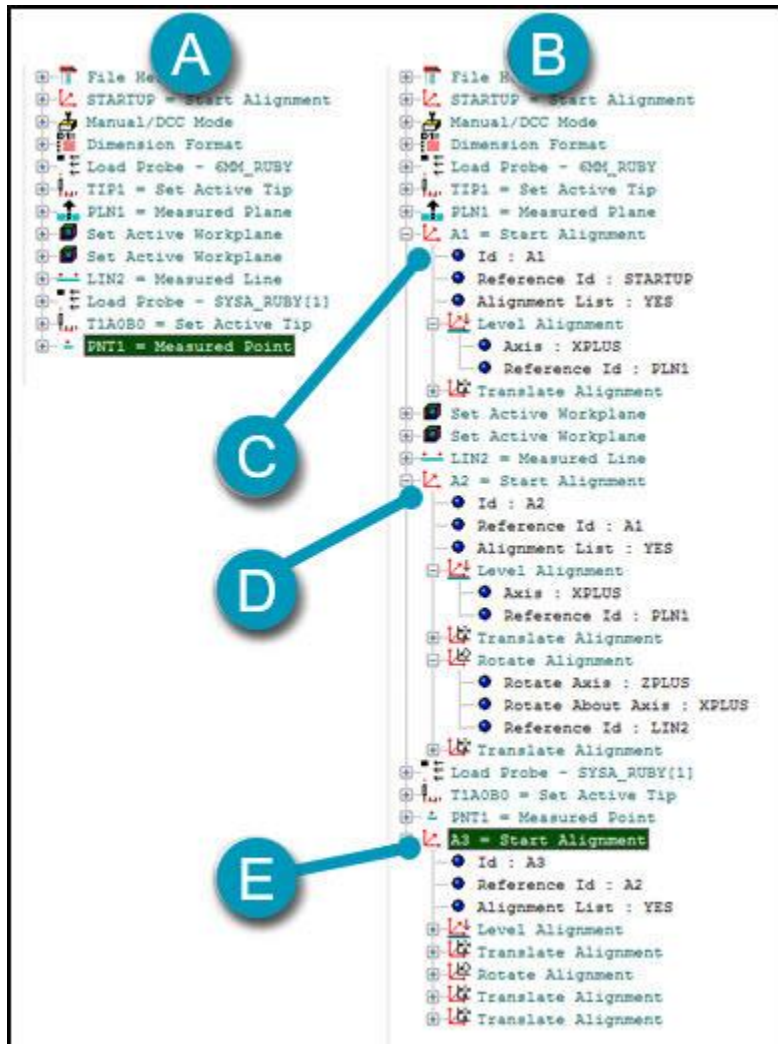 A
File He
STARTUP = Start Alignment
Manual/DCC Mode
Dimension Format
Load Probe - 6MM_RUBY
TIP1 = Set Active Tip
PLN1 = Measured Plane
Set Active Workplane
Set Active Workplane
LIN2 = Measured Line
Load Probe - SYSA_RUBY[1]
T1A0B0 = Set Active Tip
PNT1 = Measured Point
B
File He
STARTUP = Start Alignment
Manual/DCC Mode
Dimension Format
Load Probe - 6MM_RUBY
TIP1 = Set Active Tip
PLN1 = Measured Plane
A1 = Start Alignment
Id : A1
Reference Id : STARTUP
Alignment List : YES
Level Alignment
Axis : XPLUS
Reference Id : PLN1
Translate Alignment
Set Active Workplane
Set Active Workplane
LIN2 = Measured Line
A2 = Start Alignment
Id : A2
Reference Id : A1
Alignment List : YES
Level Alignment
Axis : XPLUS
Reference Id : PLN1
Translate Alignment
Rotate Alignment
Rotate Axis : ZPLUS
Rotate About Axis : XPLUS
Reference Id : LIN2
Translate Alignment
Load Probe - SYSA_RUBY[1]
T1A0B0 = Set Active Tip
PNT1 = Measured Point
A3 = Start Alignment
Id : A3
Reference Id : A2
Alignment List : YES
Level Alignment
Translate Alignment
Rotate Alignment
Translate Alignment
Translate Alignment
C
D
E